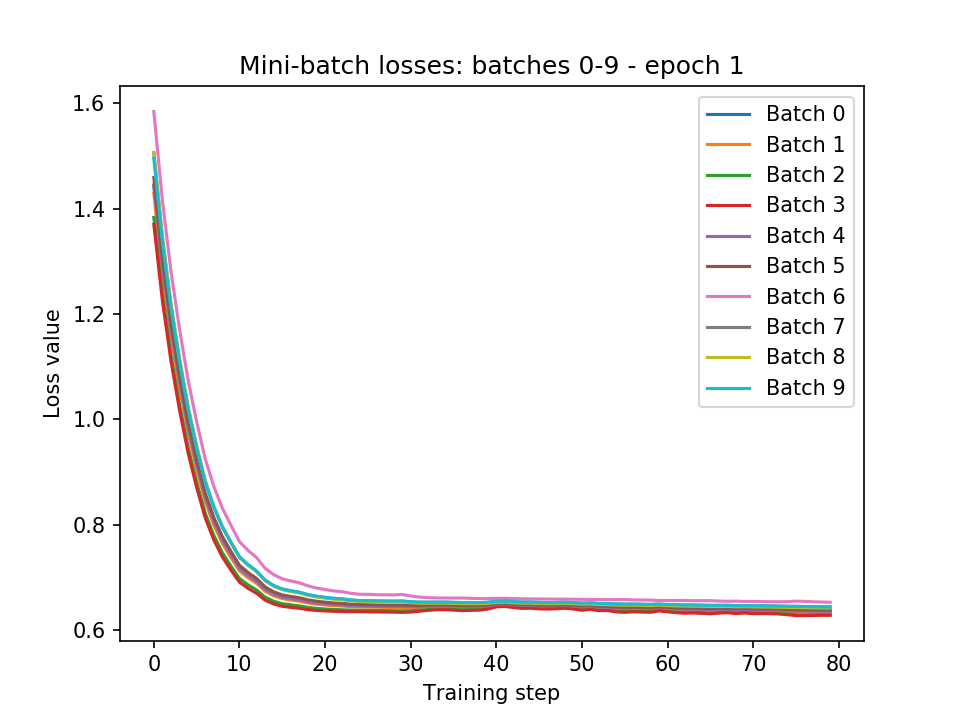 Mini-batch losses: batches 0-9 - epoch 1
Loss value
1.6
1.4
1.2
1.0
0.8
0.6
0 10 20 30 40 50 60 70 80
Training step
Batch 0
Batch 1
Batch 2
Batch 3
Batch 4
Batch 5
Batch 6
Batch 7
Batch 8
Batch 9